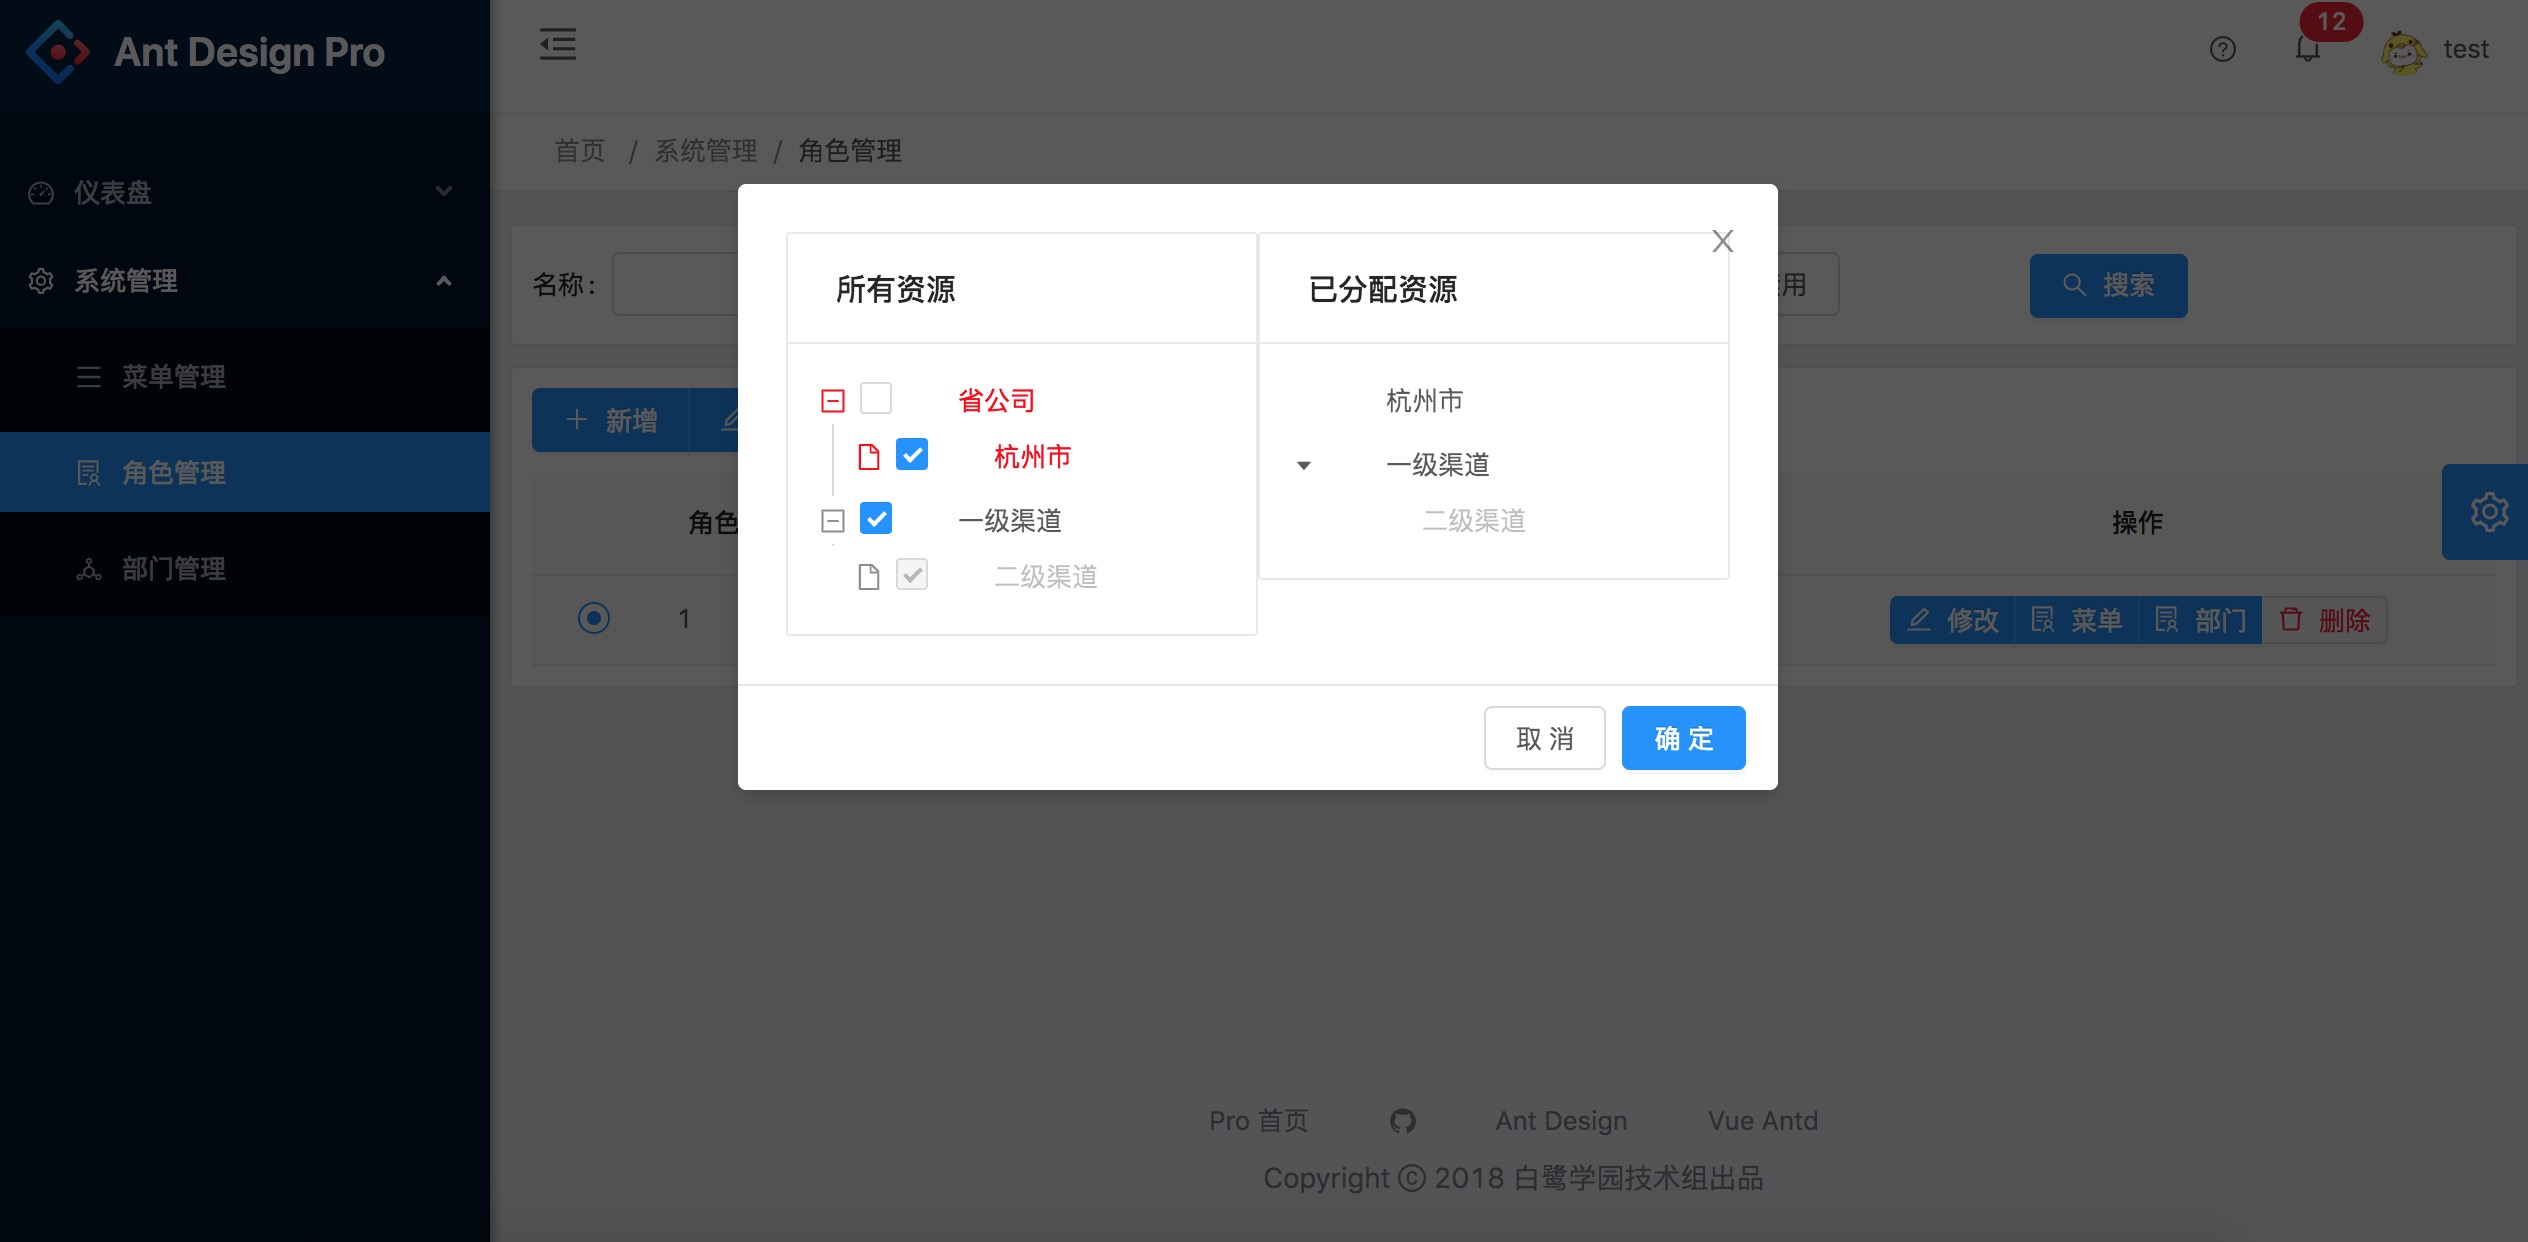 Ant Design Pro
12
test
首页 / 系统管理 / 角色管理
仪表盘
系统管理
菜单管理
角色管理
部门管理
名称 :
用
搜索
新增
角色
操作
1
修改 菜单 部门 删除
所有资源
省公司
杭州市
一级渠道
二级渠道
已分配资源
杭州市
一级渠道
二级渠道
取 消 确 定
Pro 首页 Ant Design Vue Antd
Copyright © 2018 白鹭学园技术组出品